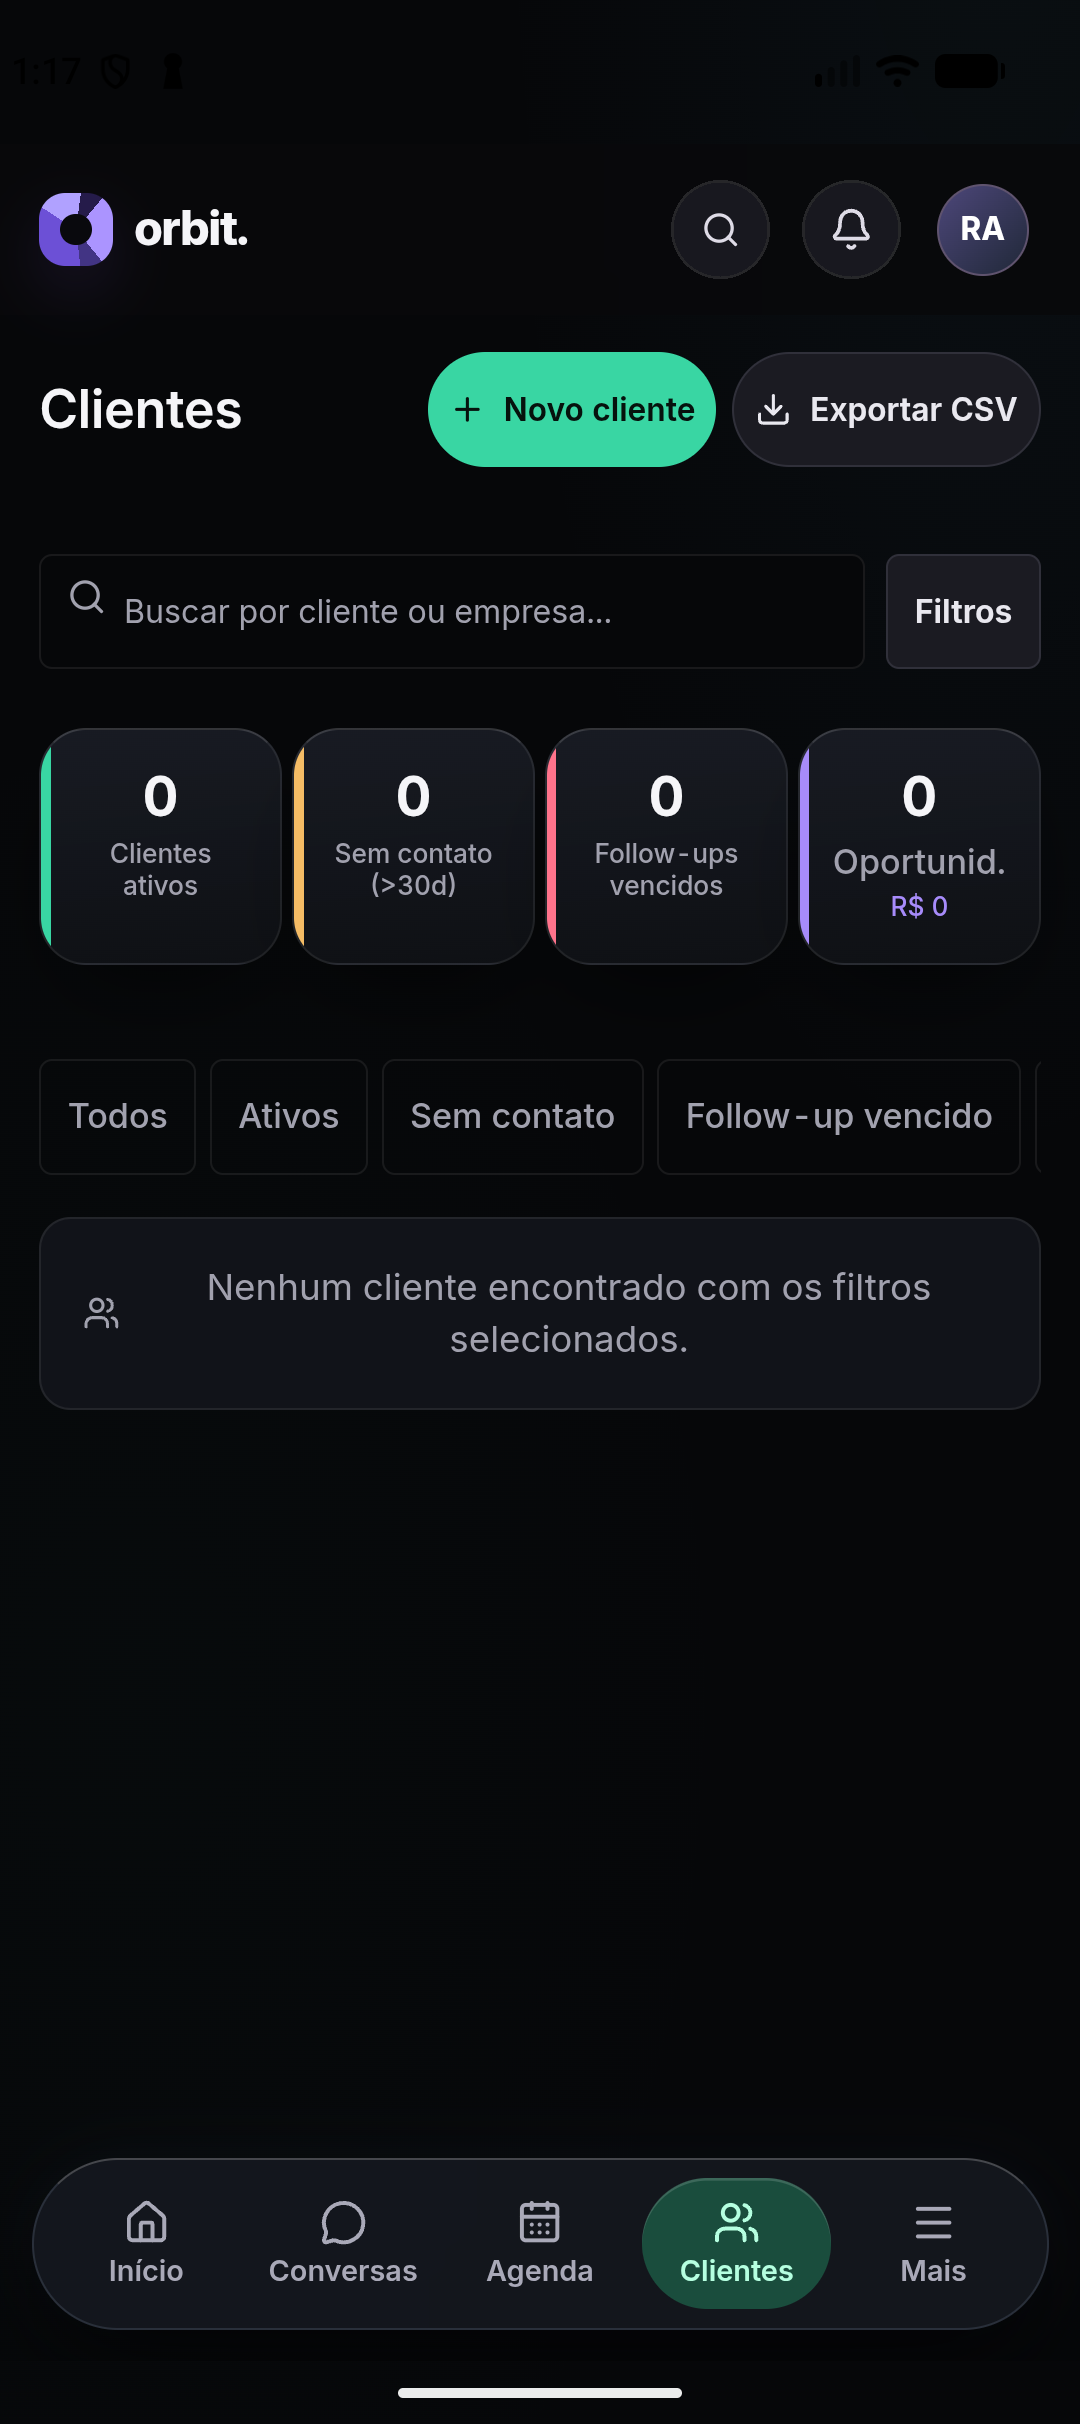 1:17
orbit.
RA
Clientes
Novo cliente
Exportar CSV
Buscar por cliente ou empresa...
Filtros
0
Clientes
ativos
0
Sem contato
(>30d)
0
Follow-ups
vencidos
0
Oportunid.
R$ 0
Todos
Ativos
Sem contato
Follow-up vencido
Nenhum cliente encontrado com os filtros
selecionados.
Início
Conversas
Agenda
Clientes
Mais